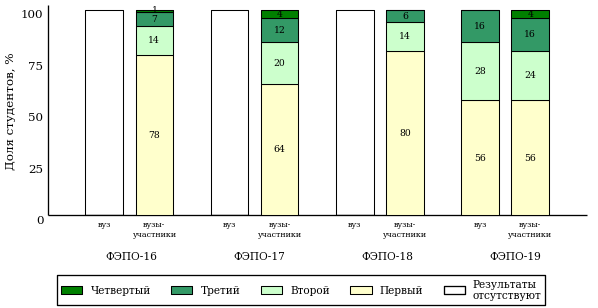 Доля студентов, %
100
75
50
25
0
1
7
14
78
4
12
20
64
6
14
80
16
28
56
4
16
24
56
вуз
вузы-
участники
вуз
вузы-
участники
вуз
вузы-
участники
вуз
вузы-
участники
ФЭПО-16
ФЭПО-17
ФЭПО-18
ФЭПО-19
Четвертый
Третий
Второй
Первый
Результаты
отсутствуют